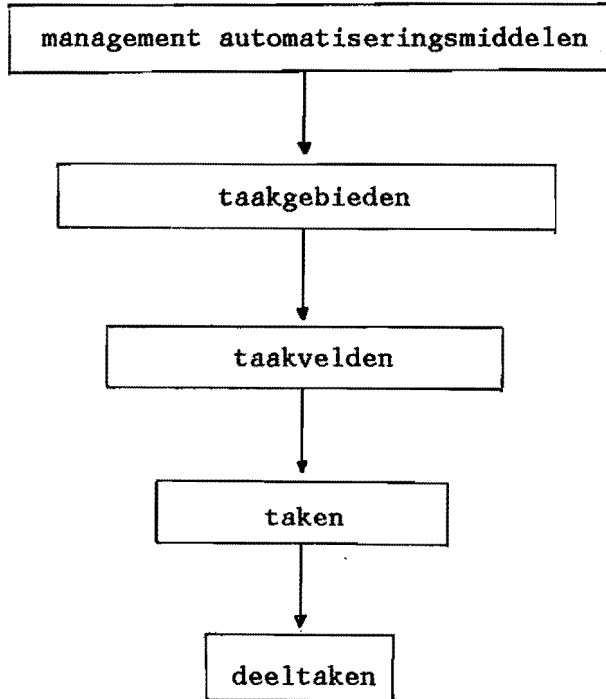 management automatiseringsmiddelen
taakgebieden
taakvelden
taken
deeltaken